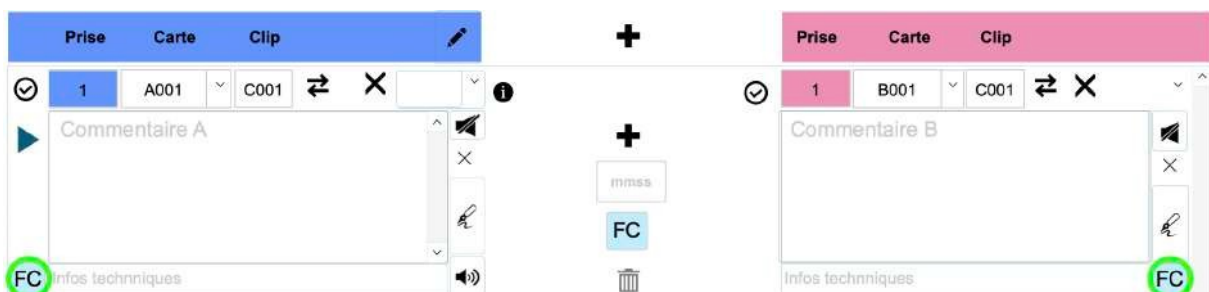 Prise Carte Clip Prise Carte Clip
1 A001 C001 1 B001 C001
Commentaire A Commentaire B
mmss
FC
FC Infos technniques Infos technniques FC